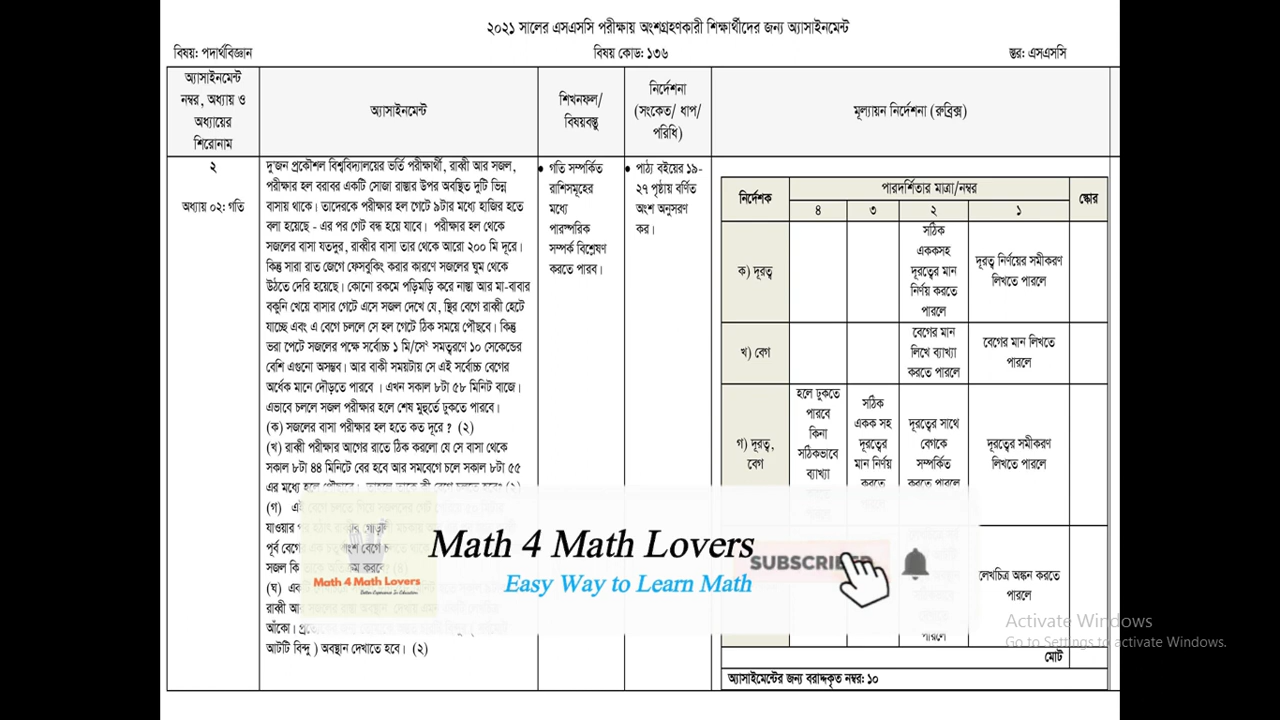 ২০২১ সালের এসএসসি পরীক্ষায় অংশগ্রহণকারী শিক্ষার্থীদের জন্য অ্যাসাইনমেন্ট
বিষয়: পদার্থবিজ্ঞান
বিষয় কোড: ১৩৬
স্তর: এসএসসি
অ্যাসাইনমেন্ট
নম্বর, অধ্যায় ও
অধ্যায়ের
শিরোনাম
অ্যাসাইনমেন্ট
শিখনফল/
বিষয়বস্তু
নির্দেশনা
(সংকেত/ ধাপ/
পরিধি)
মূল্যায়ন নির্দেশনা (রুব্রিক্স)
২
অধ্যায় ০২: গতি
দু'জন প্রকৌশল বিশ্ববিদ্যালয়ের ভর্তি পরীক্ষার্থী, রাব্বী আর সজল,
পরীক্ষার হল বরাবর একটি সোজা রাস্তার উপর অবস্থিত দুটি ভিন্ন
বাসায় থাকে। তাদেরকে পরীক্ষার হল গেটে ৯টার মধ্যে হাজির হতে
বলা হয়েছে - এর পর গেট বন্ধ হয়ে যাবে। পরীক্ষার হল থেকে
সজলের বাসা যতদুর, রাব্বীর বাসা তার থেকে আরো ২০০ মি দূরে।
কিন্তু সারা রাত জেগে ফেসবুকিং করার কারণে সজলের ঘুম থেকে
উঠতে দেরি হয়েছে। কোনো রকমে পড়িমড়ি করে নাস্তা আর মা-বাবার
বকুনি খেয়ে বাসার গেটে এসে সজল দেখে যে, স্থির বেগে রাব্বী হেটে
যাচ্ছে এবং এ বেগে চললে সে হল গেটে ঠিক সময়ে পৌছবে। কিন্তু
ভরা পেটে সজলের পক্ষে সর্বোচ্চ ১ মি/সে² সমত্বরণে ১০ সেকেন্ডের
বেশি এগুনো অসম্ভব। আর বাকী সময়টায় সে এই সর্বোচ্চ বেগের
অর্ধেক মানে দৌড়তে পারবে । এখন সকাল ৮টা ৫৮ মিনিট বাজে।
এভাবে চললে সজল পরীক্ষার হলে শেষ মুহুর্তে ঢুকতে পারবে।
(ক) সজলের বাসা পরীক্ষার হল হতে কত দূরে ? (২)
(খ) রাব্বী পরীক্ষার আগের রাতে ঠিক করলো যে সে বাসা থেকে
সকাল ৮টা ৪৪ মিনিটে বের হবে আর সমবেগে চলে সকাল ৮টা ৫৫
এর মধ্যে হলে
(গ)
যাওয়ার
পূর্ব বেগের
সজল কি
(ঘ)
রাব্বী আর
আঁকো।
আটটি বিন্দু ) অবস্থান দেখাতে হবে। (২)
● গতি সম্পর্কিত
রাশিসমূহের
মধ্যে
পারস্পরিক
সম্পর্ক বিশ্লেষণ
করতে পারব।
● পাঠ্য বইয়ের ১৯-
২৭ পৃষ্ঠায় বর্ণিত
অংশ অনুসরণ
কর।
নির্দেশক
পারদর্শিতার মাত্রা/নম্বর
স্কোর
৪ ৩ ২ ১
ক) দূরত্ব
সঠিক
এককসহ
দূরত্বের মান
নির্ণয় করতে
পারলে
দূরত্ব নির্ণয়ের সমীকরণ
লিখতে পারলে
খ) বেগ
বেগের মান
লিখে ব্যাখ্যা
করতে পারলে
বেগের মান লিখতে
পারলে
গ) দূরত্ব,
বেগ
হলে ঢুকতে
পারবে
কিনা
সঠিকভাবে
ব্যাখ্যা
সঠিক
একক সহ
দূরত্বের
মান নির্ণয়
করতে
দূরত্বের সাথে
বেগকে
সম্পর্কিত
করতে পারলে
দূরত্বের সমীকরণ
লিখতে পারলে
পারলে
লেখচিত্র অঙ্কন করতে
পারলে
মোট
অ্যাসাইমেন্টের জন্য বরাদ্দকৃত নম্বর: ১০
Math 4 Math Lovers
Easy Way to Learn Math
Math 4 Math Lovers
SUBSCRIBE
Activate Windows
Go to Settings to activate Windows.